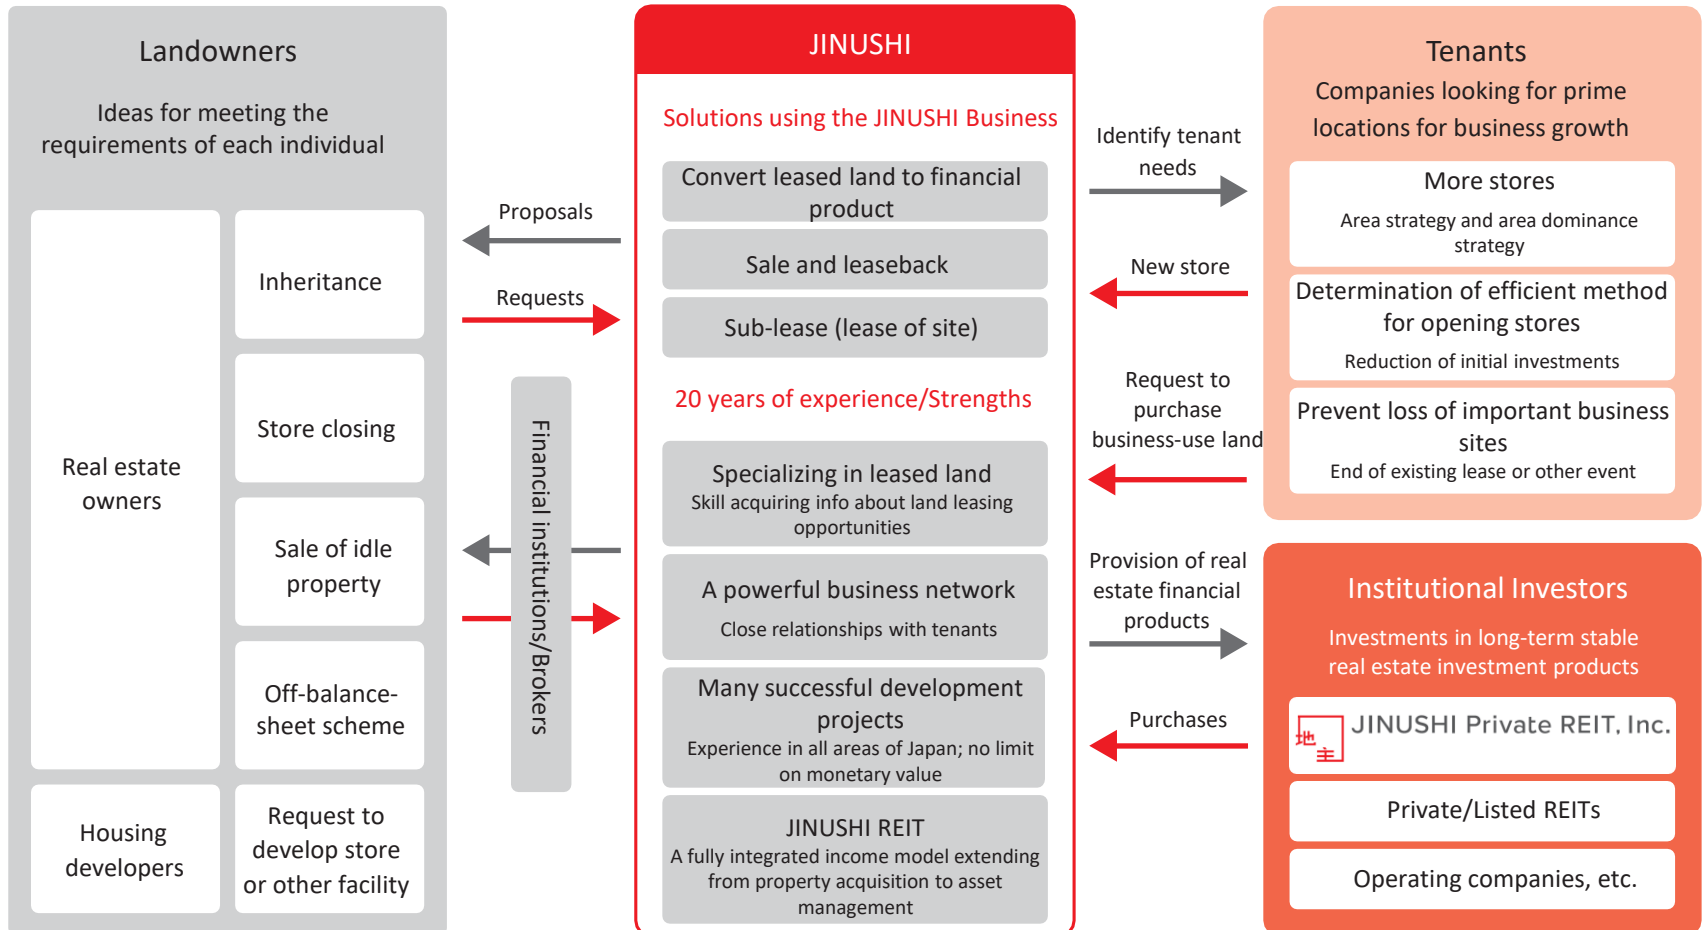 Landowners
Ideas for meeting the
requirements of each individual
Real estate
owners
Inheritance
Store closing
Sale of idle
property
Off-balance-
sheet scheme
Housing
developers
Request to
develop store
or other facility
Proposals
Requests
Financial institutions/Brokers
JINUSHI
Solutions using the JINUSHI Business
Convert leased land to financial
product
Sale and leaseback
Sub-lease (lease of site)
20 years of experience/Strengths
Specializing in leased land
Skill acquiring info about land leasing
opportunities
A powerful business network
Close relationships with tenants
Many successful development
projects
Experience in all areas of Japan; no limit
on monetary value
JINUSHI REIT
A fully integrated income model extending
from property acquisition to asset
management
Identify tenant
needs
New store
Request to
purchase
business-use land
Provision of real
estate financial
products
Purchases
Tenants
Companies looking for prime
locations for business growth
More stores
Area strategy and area dominance
strategy
Determination of efficient method
for opening stores
Reduction of initial investments
Prevent loss of important business
sites
End of existing lease or other event
Institutional Investors
Investments in long-term stable
real estate investment products
地主
JINUSHI Private REIT, Inc.
Private/Listed REITs
Operating companies, etc.